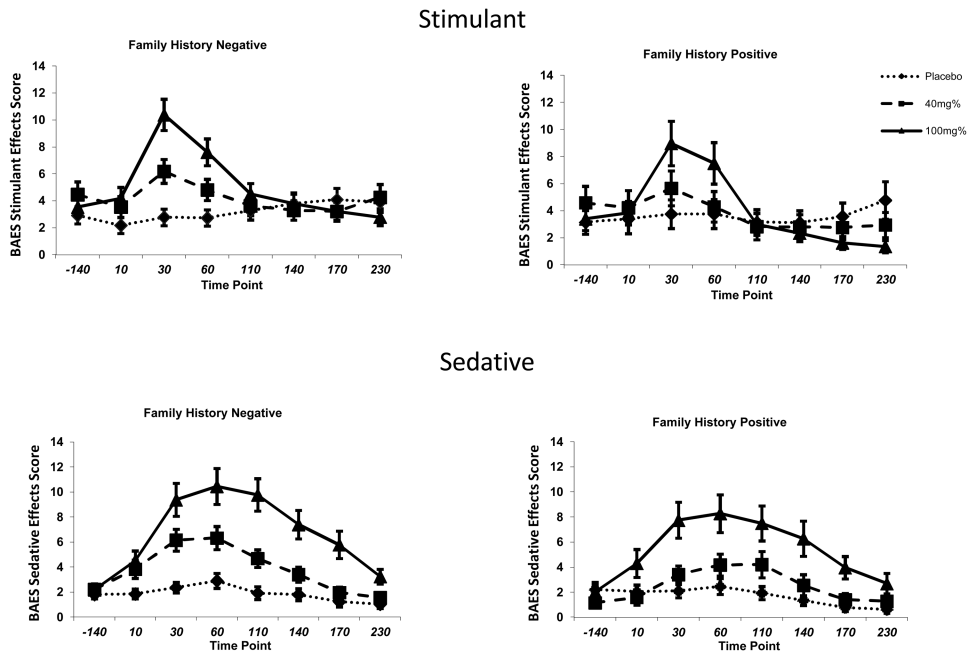 Stimulant
Family History Negative
BAES Stimulant Effects Score
14
12
10
8
6
4
2
0
-140 10 30 60 110 140 170 230
Time Point
Family History Positive
BAES Stimulant Effects Score
14
12
10
8
6
4
2
0
-140 10 30 60 110 140 170 230
Time Point
Placebo
40mg%
100mg%
Sedative
Family History Negative
BAES Sedative Effects Score
14
12
10
8
6
4
2
0
-140 10 30 60 110 140 170 230
Time Point
Family History Positive
BAES Sedative Effects Score
14
12
10
8
6
4
2
0
-140 10 30 60 110 140 170 230
Time Point